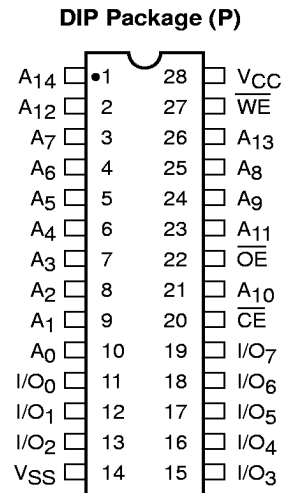 DIP Package (P)
A14 1 28 VCC
A12 2 27 WE
A7 3 26 A13
A6 4 25 A8
A5 5 24 A9
A4 6 23 A11
A3 7 22 OE
A2 8 21 A10
A1 9 20 CE
A0 10 19 I/O7
I/O0 11 18 I/O6
I/O1 12 17 I/O5
I/O2 13 16 I/O4
VSS 14 15 I/O3